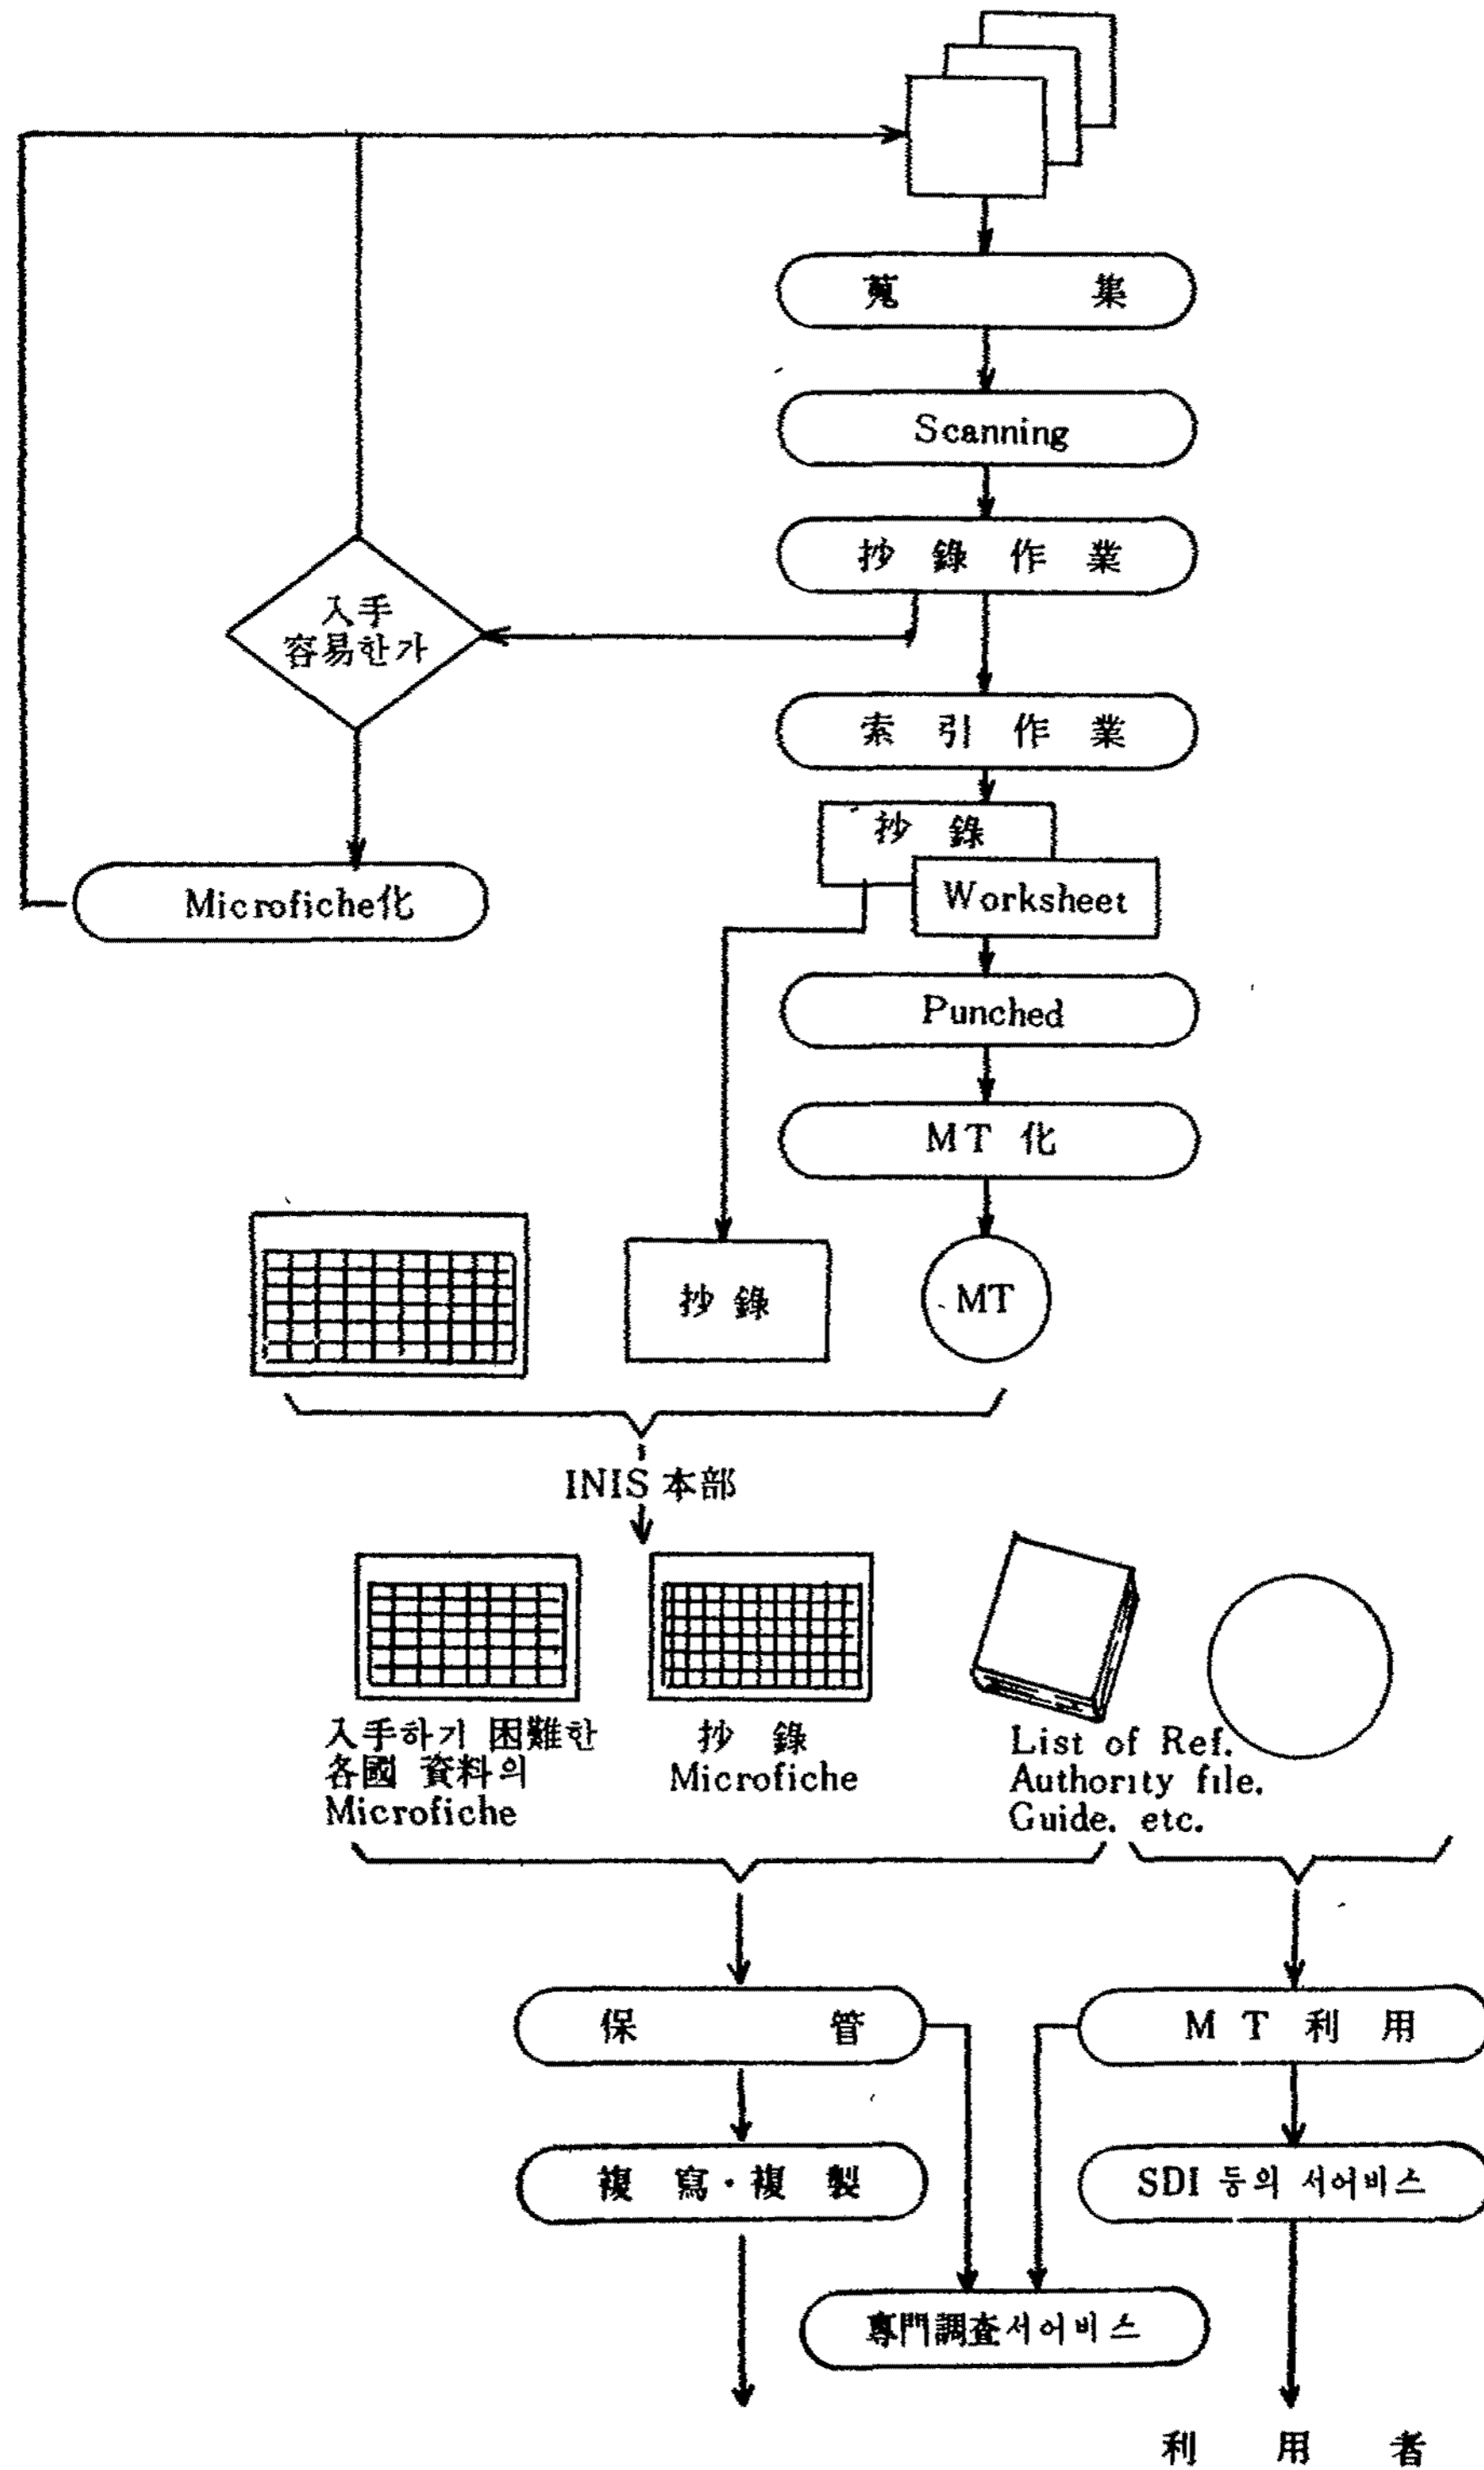 蒐 集
Scanning
抄 錄 作 業
入手
容易한가
索 引 作 業
抄 錄
Worksheet
Microfiche化
Punched
MT 化
抄 錄
MT
INIS 本部
入手하기 困難한
各國 資料의
Microfiche
抄 錄
Microfiche
List of Ref.
Authority file.
Guide. etc.
保 管
M T 利 用
複 寫 · 複 製
SDI 등의 서어비스
專門調査서어비스
利 用 者